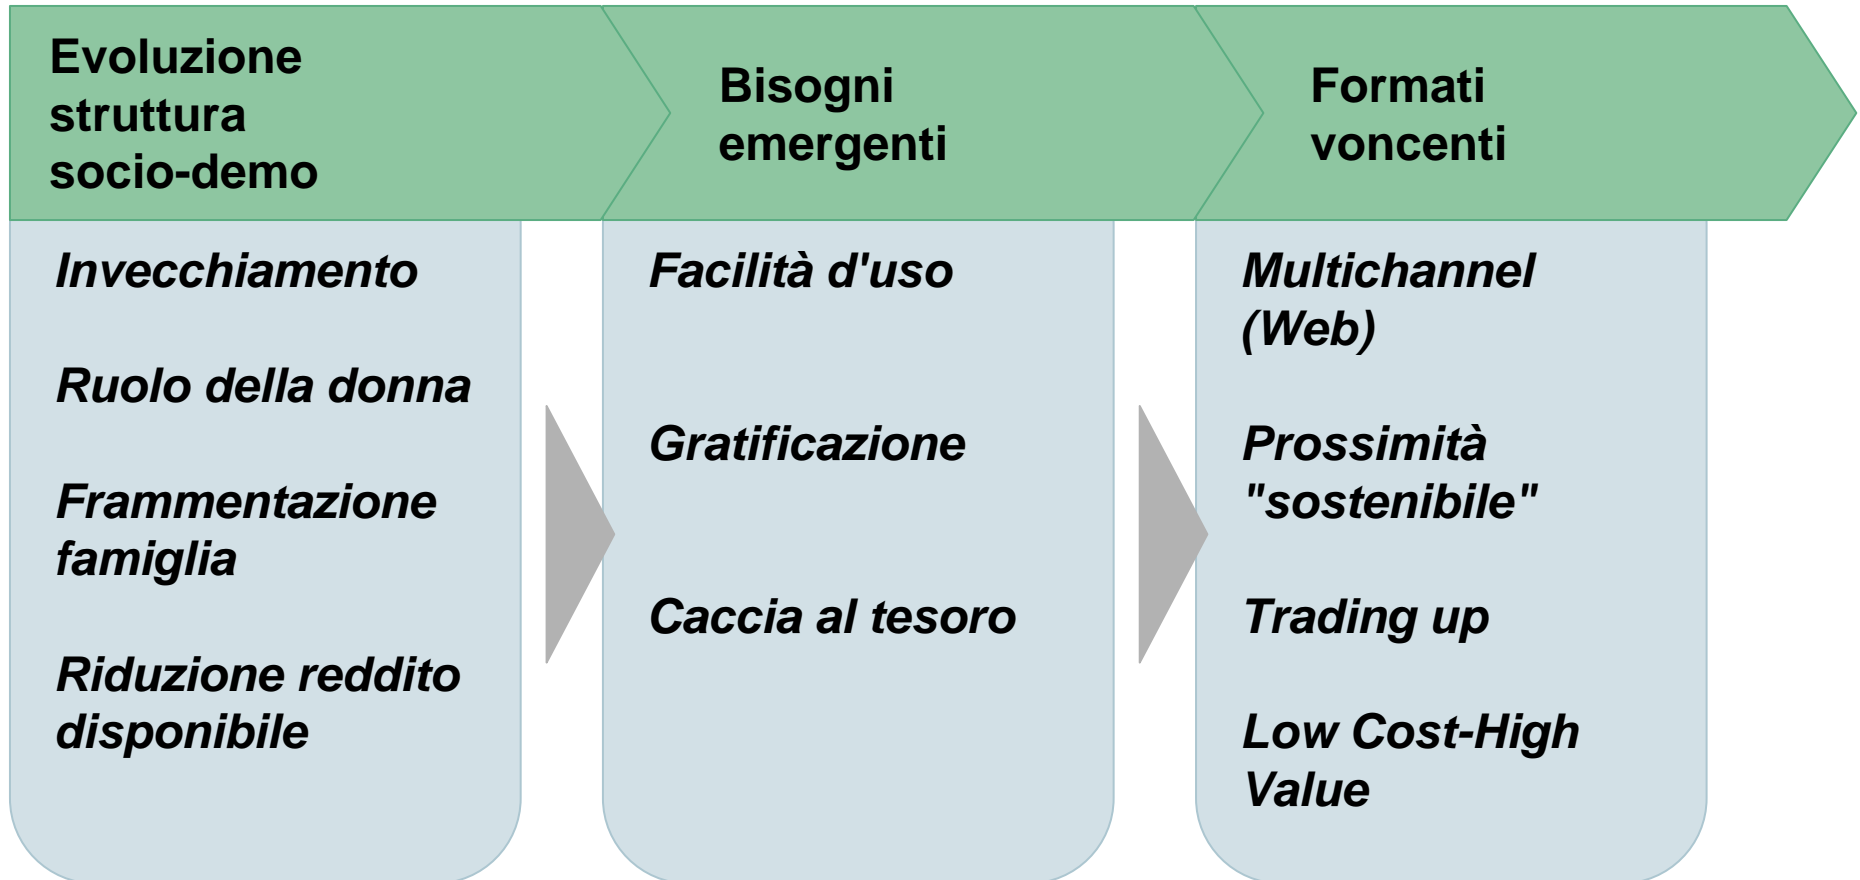 Evoluzione
struttura
socio-demo
Bisogni
emergenti
Formati
voncenti
Invecchiamento
Ruolo della donna
Frammentazione
famiglia
Riduzione reddito
disponibile
Facilità d'uso
Gratificazione
Caccia al tesoro
Multichannel
(Web)
Prossimità
"sostenibile"
Trading up
Low Cost-High
Value